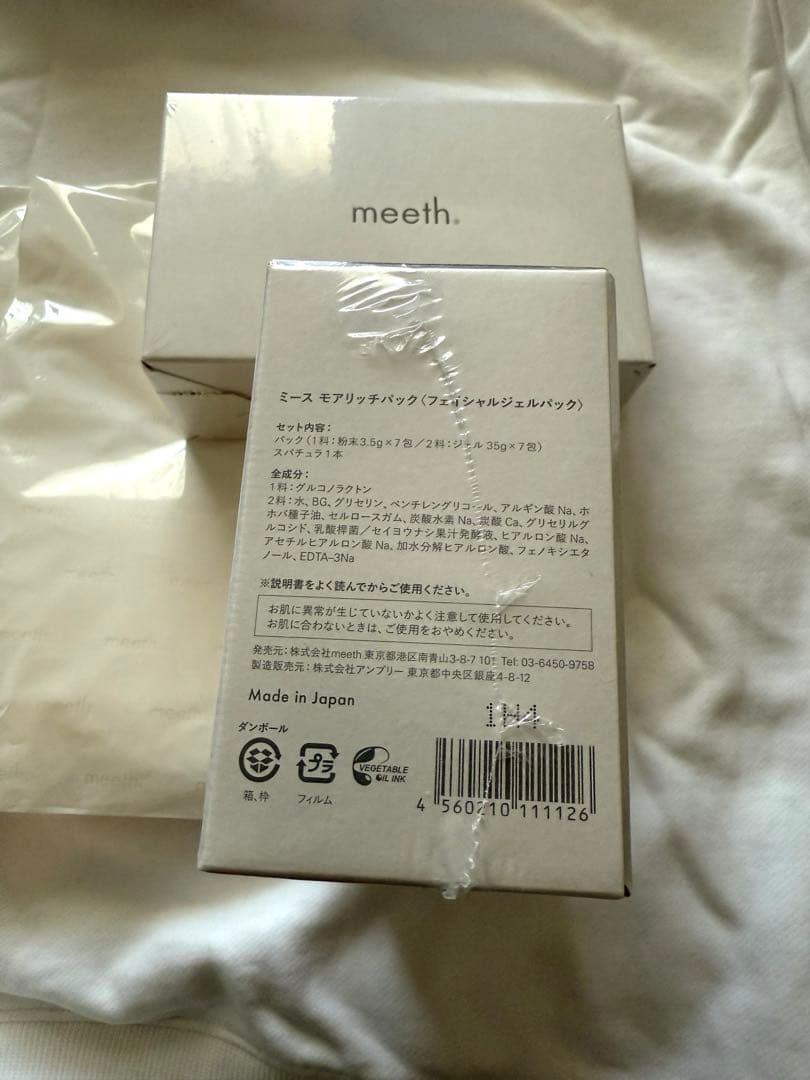 meeth.
ミース モアリッチパック〈フェイシャルジェルパック〉
セット内容：
パック（1料：粉末3.5g×7包／2料：ジェル 35g×7包）
スパチュラ1本
全成分：
1料：グルコノラクトン
2料：水、BG、グリセリン、ペンチレングリコール、アルギン酸 Na、ホ
ホバ種子油、セルロースガム、炭酸水素 Na、炭酸 Ca、グリセリルグ
ルコシド、乳酸桿菌／セイヨウナシ果汁発酵液、ヒアルロン酸 Na、
アセチルヒアルロン酸 Na、加水分解ヒアルロン酸、フェノキシエタ
ノール、EDTA–3Na
※説明書をよく読んでからご使用ください。
お肌に異常が生じていないかよく注意して使用してください。
お肌に合わないときは、ご使用をおやめください。
発売元：株式会社meeth 東京都港区南青山3-8-7 101 Tel: 03-6450-9758
製造販売元：株式会社アンプリー 東京都中央区銀座4-8-12
Made in Japan
1H4
ダンボール
箱、枠
プラ
フィルム
VEGETABLE
OIL INK
4 560210 111126